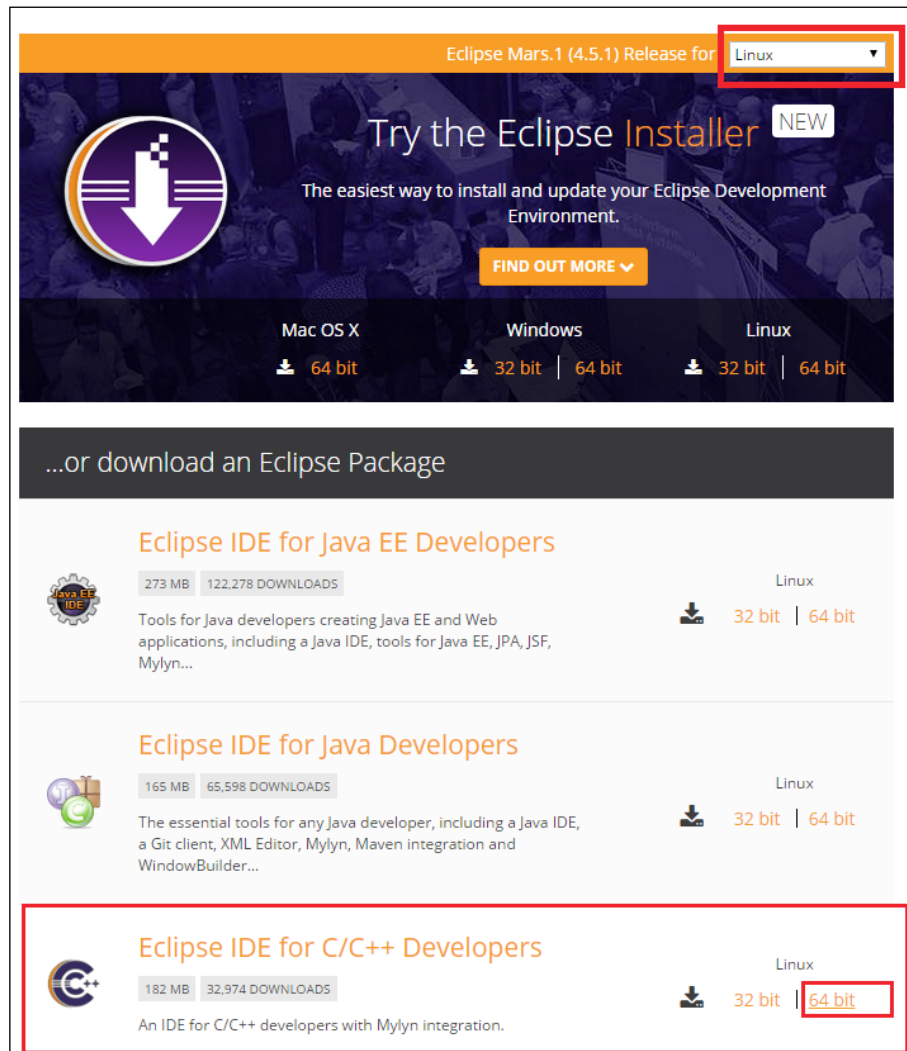 Eclipse Mars.1 (4.5.1) Release for Linux
Try the Eclipse Installer NEW
The easiest way to install and update your Eclipse Development
Environment.
FIND OUT MORE
Mac OS X Windows Linux
64 bit 32 bit | 64 bit 32 bit | 64 bit
...or download an Eclipse Package
Eclipse IDE for Java EE Developers
273 MB 122,278 DOWNLOADS
Java EE
IDE
Tools for Java developers creating Java EE and Web
applications, including a Java IDE, tools for Java EE, JPA, JSF,
Mylyn...
Linux
32 bit | 64 bit
Eclipse IDE for Java Developers
165 MB 65,598 DOWNLOADS
J
C
The essential tools for any Java developer, including a Java IDE,
a Git client, XML Editor, Mylyn, Maven integration and
WindowBuilder...
Linux
32 bit | 64 bit
Eclipse IDE for C/C++ Developers
182 MB 32,974 DOWNLOADS
C++
An IDE for C/C++ developers with Mylyn integration.
Linux
32 bit | 64 bit